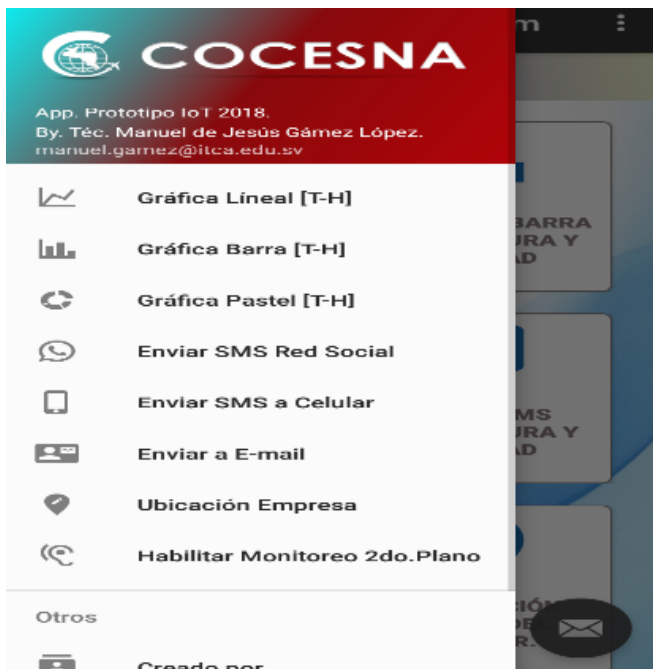 COCESNA
App. Prototipo IoT 2018.
By. Téc. Manuel de Jesús Gámez López.
manuel.gamez@itca.edu.sv
Gráfica Líneal [T-H]
Gráfica Barra [T-H]
Gráfica Pastel [T-H]
Enviar SMS Red Social
Enviar SMS a Celular
Enviar a E-mail
Ubicación Empresa
Habilitar Monitoreo 2do.Plano
Otros
Creado por
m
BARRA
URA Y
AD
MS
URA Y
AD
CIÓN
R.